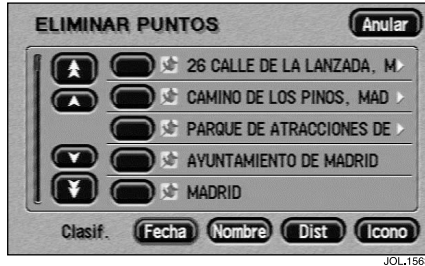 ELIMINAR PUNTOS Anular
26 CALLE DE LA LANZADA, M
CAMINO DE LOS PINOS, MAD
PARQUE DE ATRACCIONES DE
AYUNTAMIENTO DE MADRID
MADRID
Clasif. Fecha Nombre Dist Icono
JOL.156